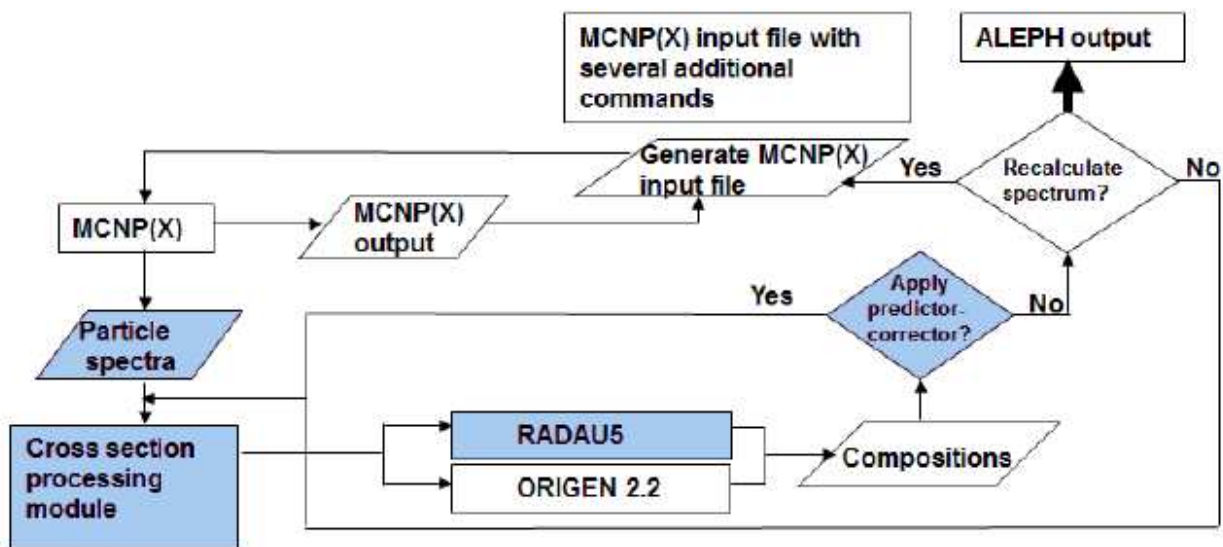 MCNP(X) input file with
several additional
commands
ALEPH output
Generate MCNP(X)
input file
Yes
Recalculate
spectrum?
No
MCNP(X)
MCNP(X)
output
Yes
Apply
predictor-
corrector?
No
Particle
spectra
Cross section
processing
module
RADAU5
ORIGEN 2.2
Compositions